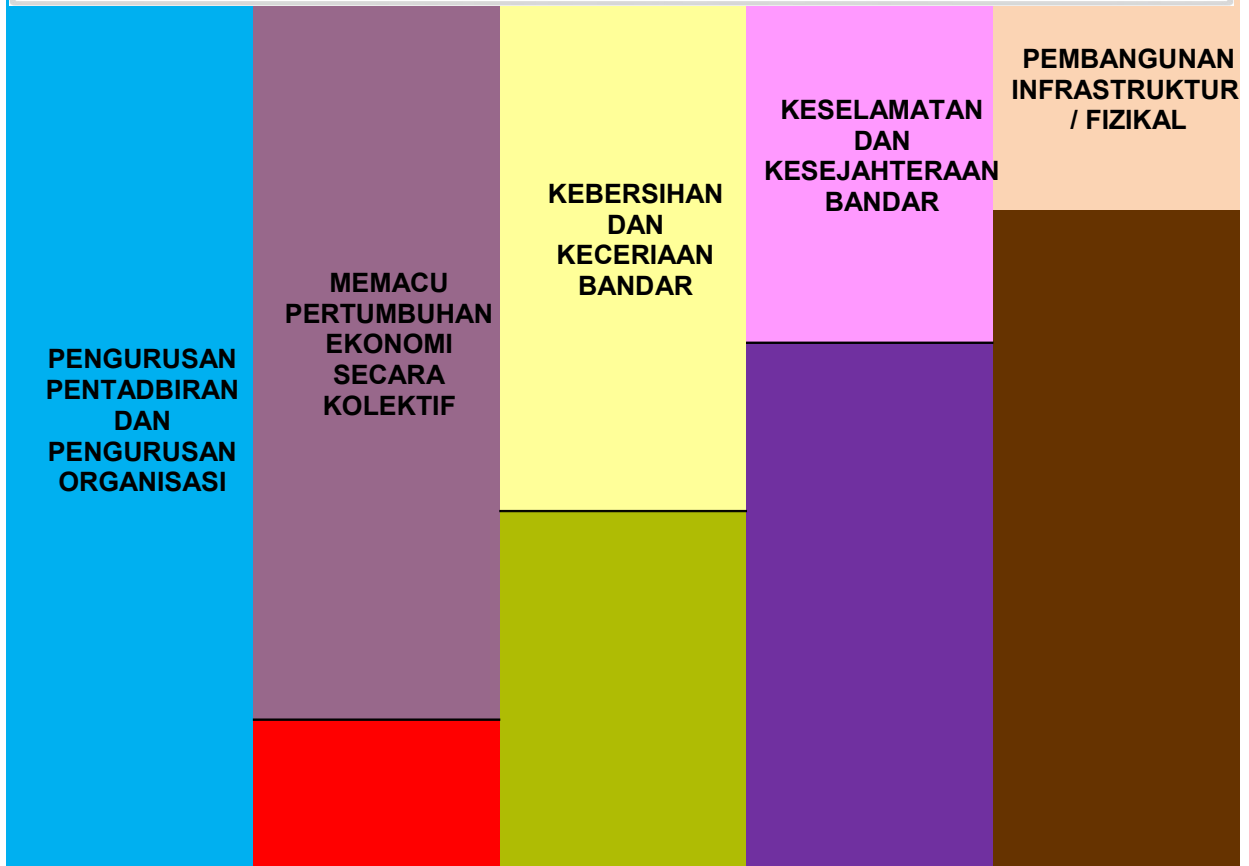 PENGURUSAN
PENTADBIRAN
DAN
PENGURUSAN
ORGANISASI
MEMACU
PERTUMBUHAN
EKONOMI
SECARA
KOLEKTIF
KEBERSIHAN
DAN
KECERIAAN
BANDAR
KESELAMATAN
DAN
KESEJAHTERAAN
BANDAR
PEMBANGUNAN
INFRASTRUKTUR
/ FIZIKAL